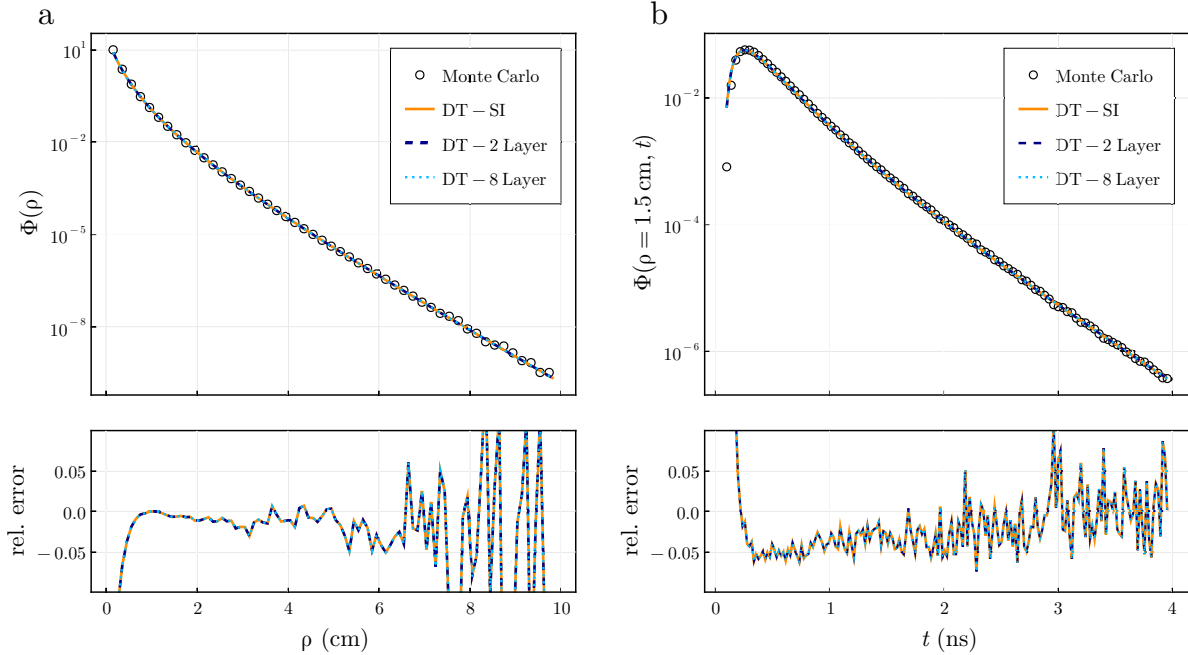 a
10¹
10⁻²
10⁻⁵
10⁻⁸
Φ(ρ)
Monte Carlo
DT − SI
DT − 2 Layer
DT − 8 Layer
0.05
0.0
−0.05
rel. error
0 2 4 6 8 10
ρ (cm)
b
10⁻²
10⁻⁴
10⁻⁶
Φ(ρ = 1.5 cm, t)
Monte Carlo
DT − SI
DT − 2 Layer
DT − 8 Layer
0.05
0.00
−0.05
rel. error
0 1 2 3 4
t (ns)